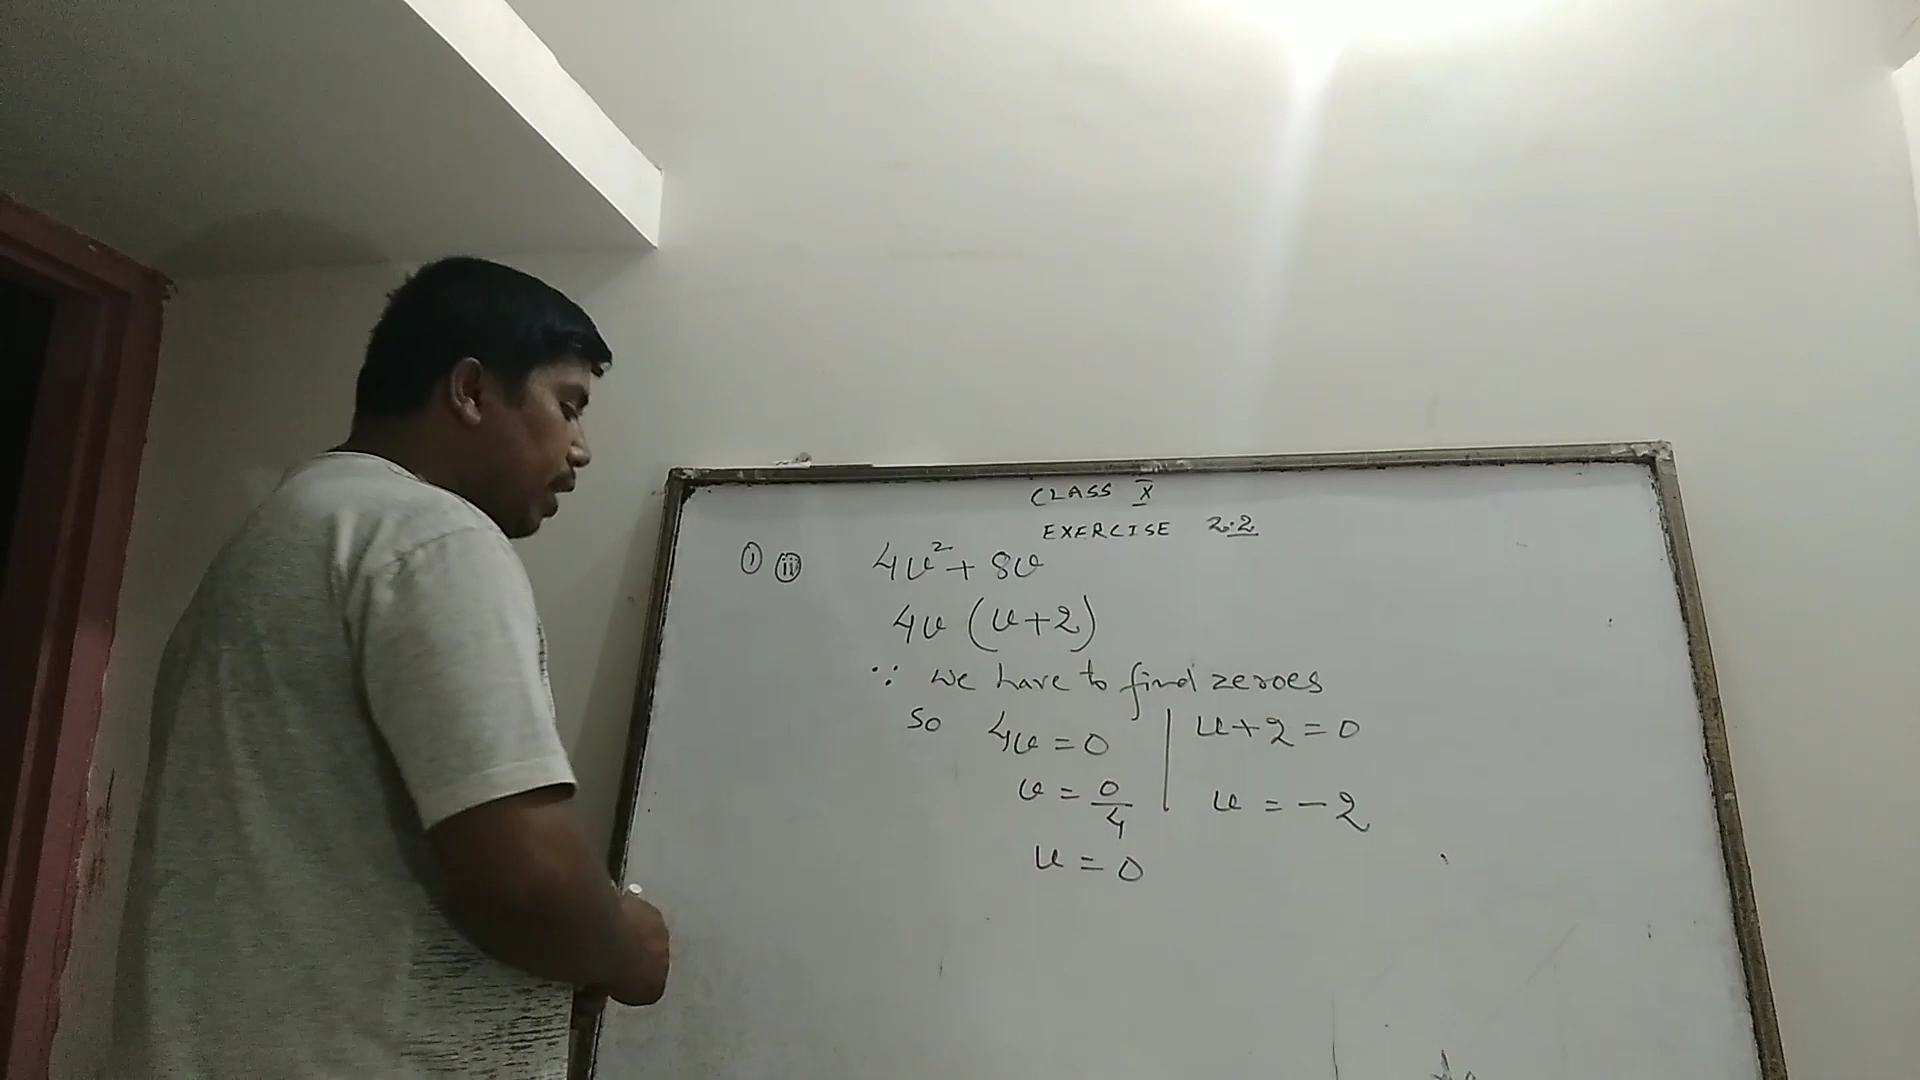 CLASS X
EXERCISE 2.2
① ⅲ 4u² + 8u
4u (u+2)
∵ we have to find zeroes
So 4u = 0 | u+2 = 0
u = 0/4 | u = -2
u = 0